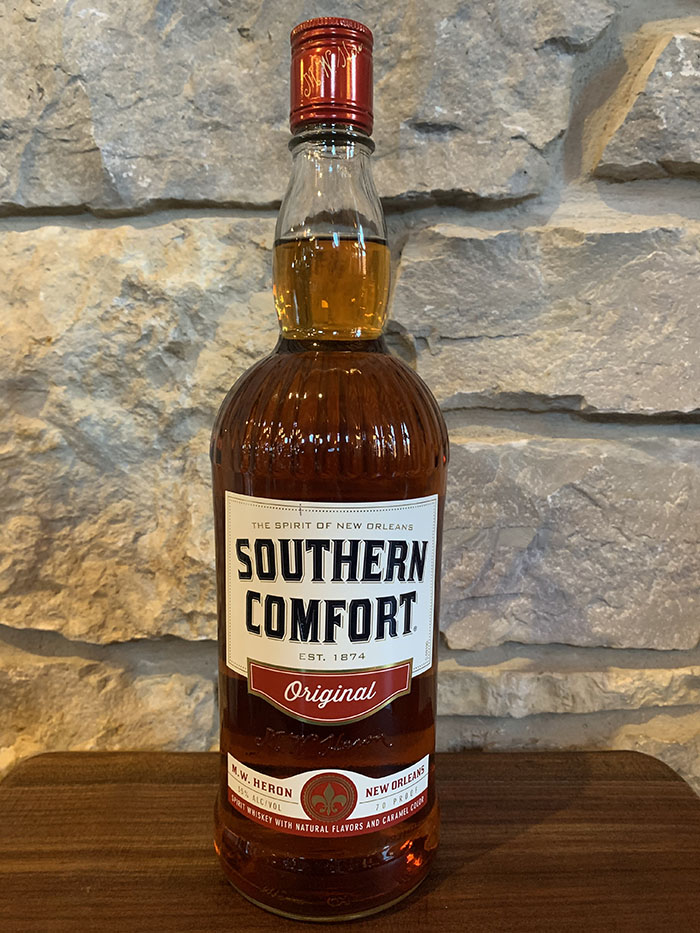 THE SPIRIT OF NEW ORLEANS
SOUTHERN
COMFORT
EST. 1874
Original
M.W. HERON
NEW ORLEANS
35% ALC/VOL
70 PROOF
SPIRIT WHISKEY WITH NATURAL FLAVORS AND CARAMEL COLOR